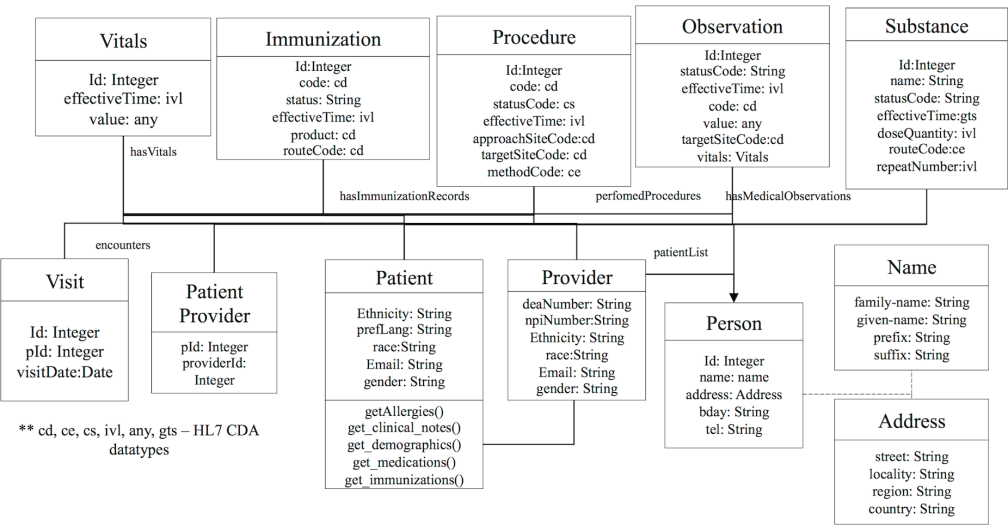 Vitals
Id: Integer
effectiveTime: ivl
value: any
Immunization
Id:Integer
code: cd
status: String
effectiveTime: ivl
product: cd
routeCode: cd
Procedure
Id:Integer
code: cd
statusCode: cs
effectiveTime: ivl
approachSiteCode:cd
targetSiteCode: cd
methodCode: ce
Observation
Id:Integer
statusCode: String
effectiveTime: ivl
code: cd
value: any
targetSiteCode:cd
vitals: Vitals
Substance
Id:Integer
name: String
statusCode: String
effectiveTime:gts
doseQuantity: ivl
routeCode:ce
repeatNumber:ivl
hasVitals
hasImmunizationRecords
perfomedProcedures
hasMedicalObservations
encounters
patientList
Visit
Id: Integer
pId: Integer
visitDate:Date
Patient
Provider
pId: Integer
providerId:
Integer
Patient
Ethnicity: String
prefLang: String
race:String
Email: String
gender: String
getAllergies()
get_clinical_notes()
get_demographics()
get_medications()
get_immunizations()
Provider
deaNumber: String
npiNumber:String
Ethnicity: String
race:String
Email: String
gender: String
Person
Id: Integer
name: name
address: Address
bday: String
tel: String
Name
family-name: String
given-name: String
prefix: String
suffix: String
Address
street: String
locality: String
region: String
country: String
** cd, ce, cs, ivl, any, gts – HL7 CDA
datatypes